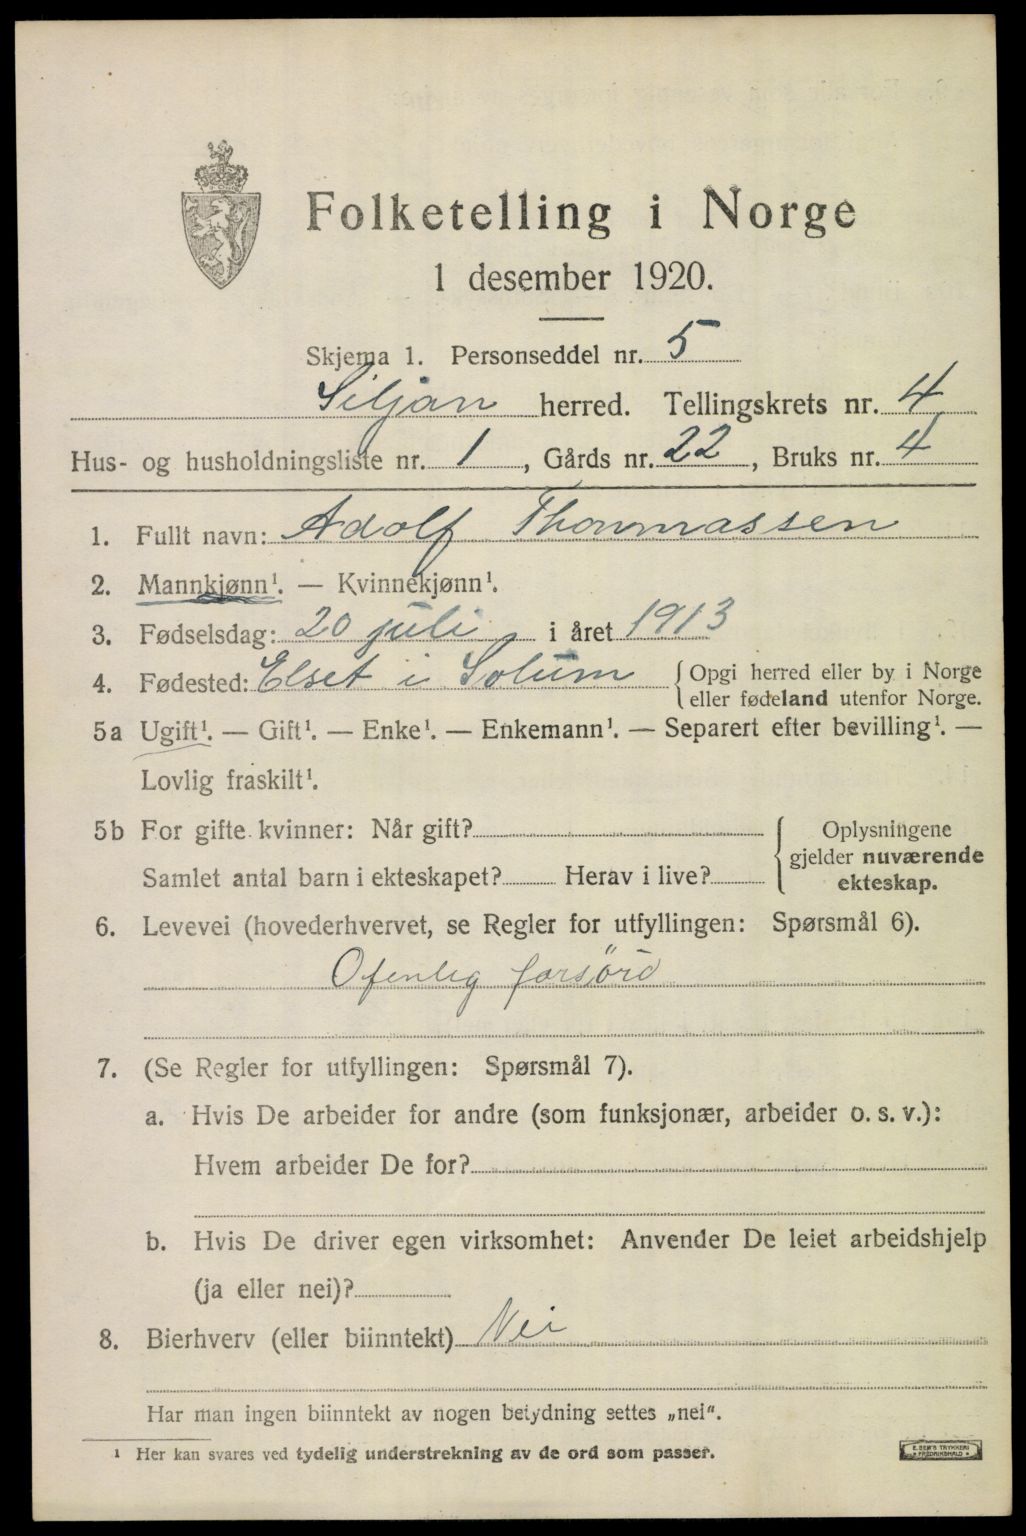 Folketelling i Norge
1 desember 1920.
Skjema 1. Personseddel nr. 5
Siljan herred. Tellingskrets nr. 4
Hus- og husholdningsliste nr. 1, Gårds nr. 22, Bruks nr. 4
1. Fullt navn: Adolf Thommassen
2. Mannkjønn¹. — Kvinnekjønn¹.
3. Fødselsdag: 20 juli i året 1913
4. Fødested: Elset i Solum { Opgi herred eller by i Norge
eller fødeland utenfor Norge.
5a Ugift¹. — Gift¹. — Enke¹. — Enkemann¹. — Separert efter bevilling¹. —
Lovlig fraskilt¹.
5b For gifte kvinner: Når gift? { Oplysningene
gjelder nuværende
Samlet antal barn i ekteskapet? Herav i live? ekteskap.
6. Levevei (hovederhvervet, se Regler for utfyllingen: Spørsmål 6).
Ofenlig forsörd
7. (Se Regler for utfyllingen: Spørsmål 7).
a. Hvis De arbeider for andre (som funksjonær, arbeider o. s. v.):
Hvem arbeider De for?
b. Hvis De driver egen virksomhet: Anvender De leiet arbeidshjelp
(ja eller nei)?
8. Bierhverv (eller biinntekt) Nei
Har man ingen biinntekt av nogen betydning settes „nei“.
¹ Her kan svares ved tydelig understrekning av de ord som passer.
E. SEM'S TRYKKERI
FREDRIKSHALD